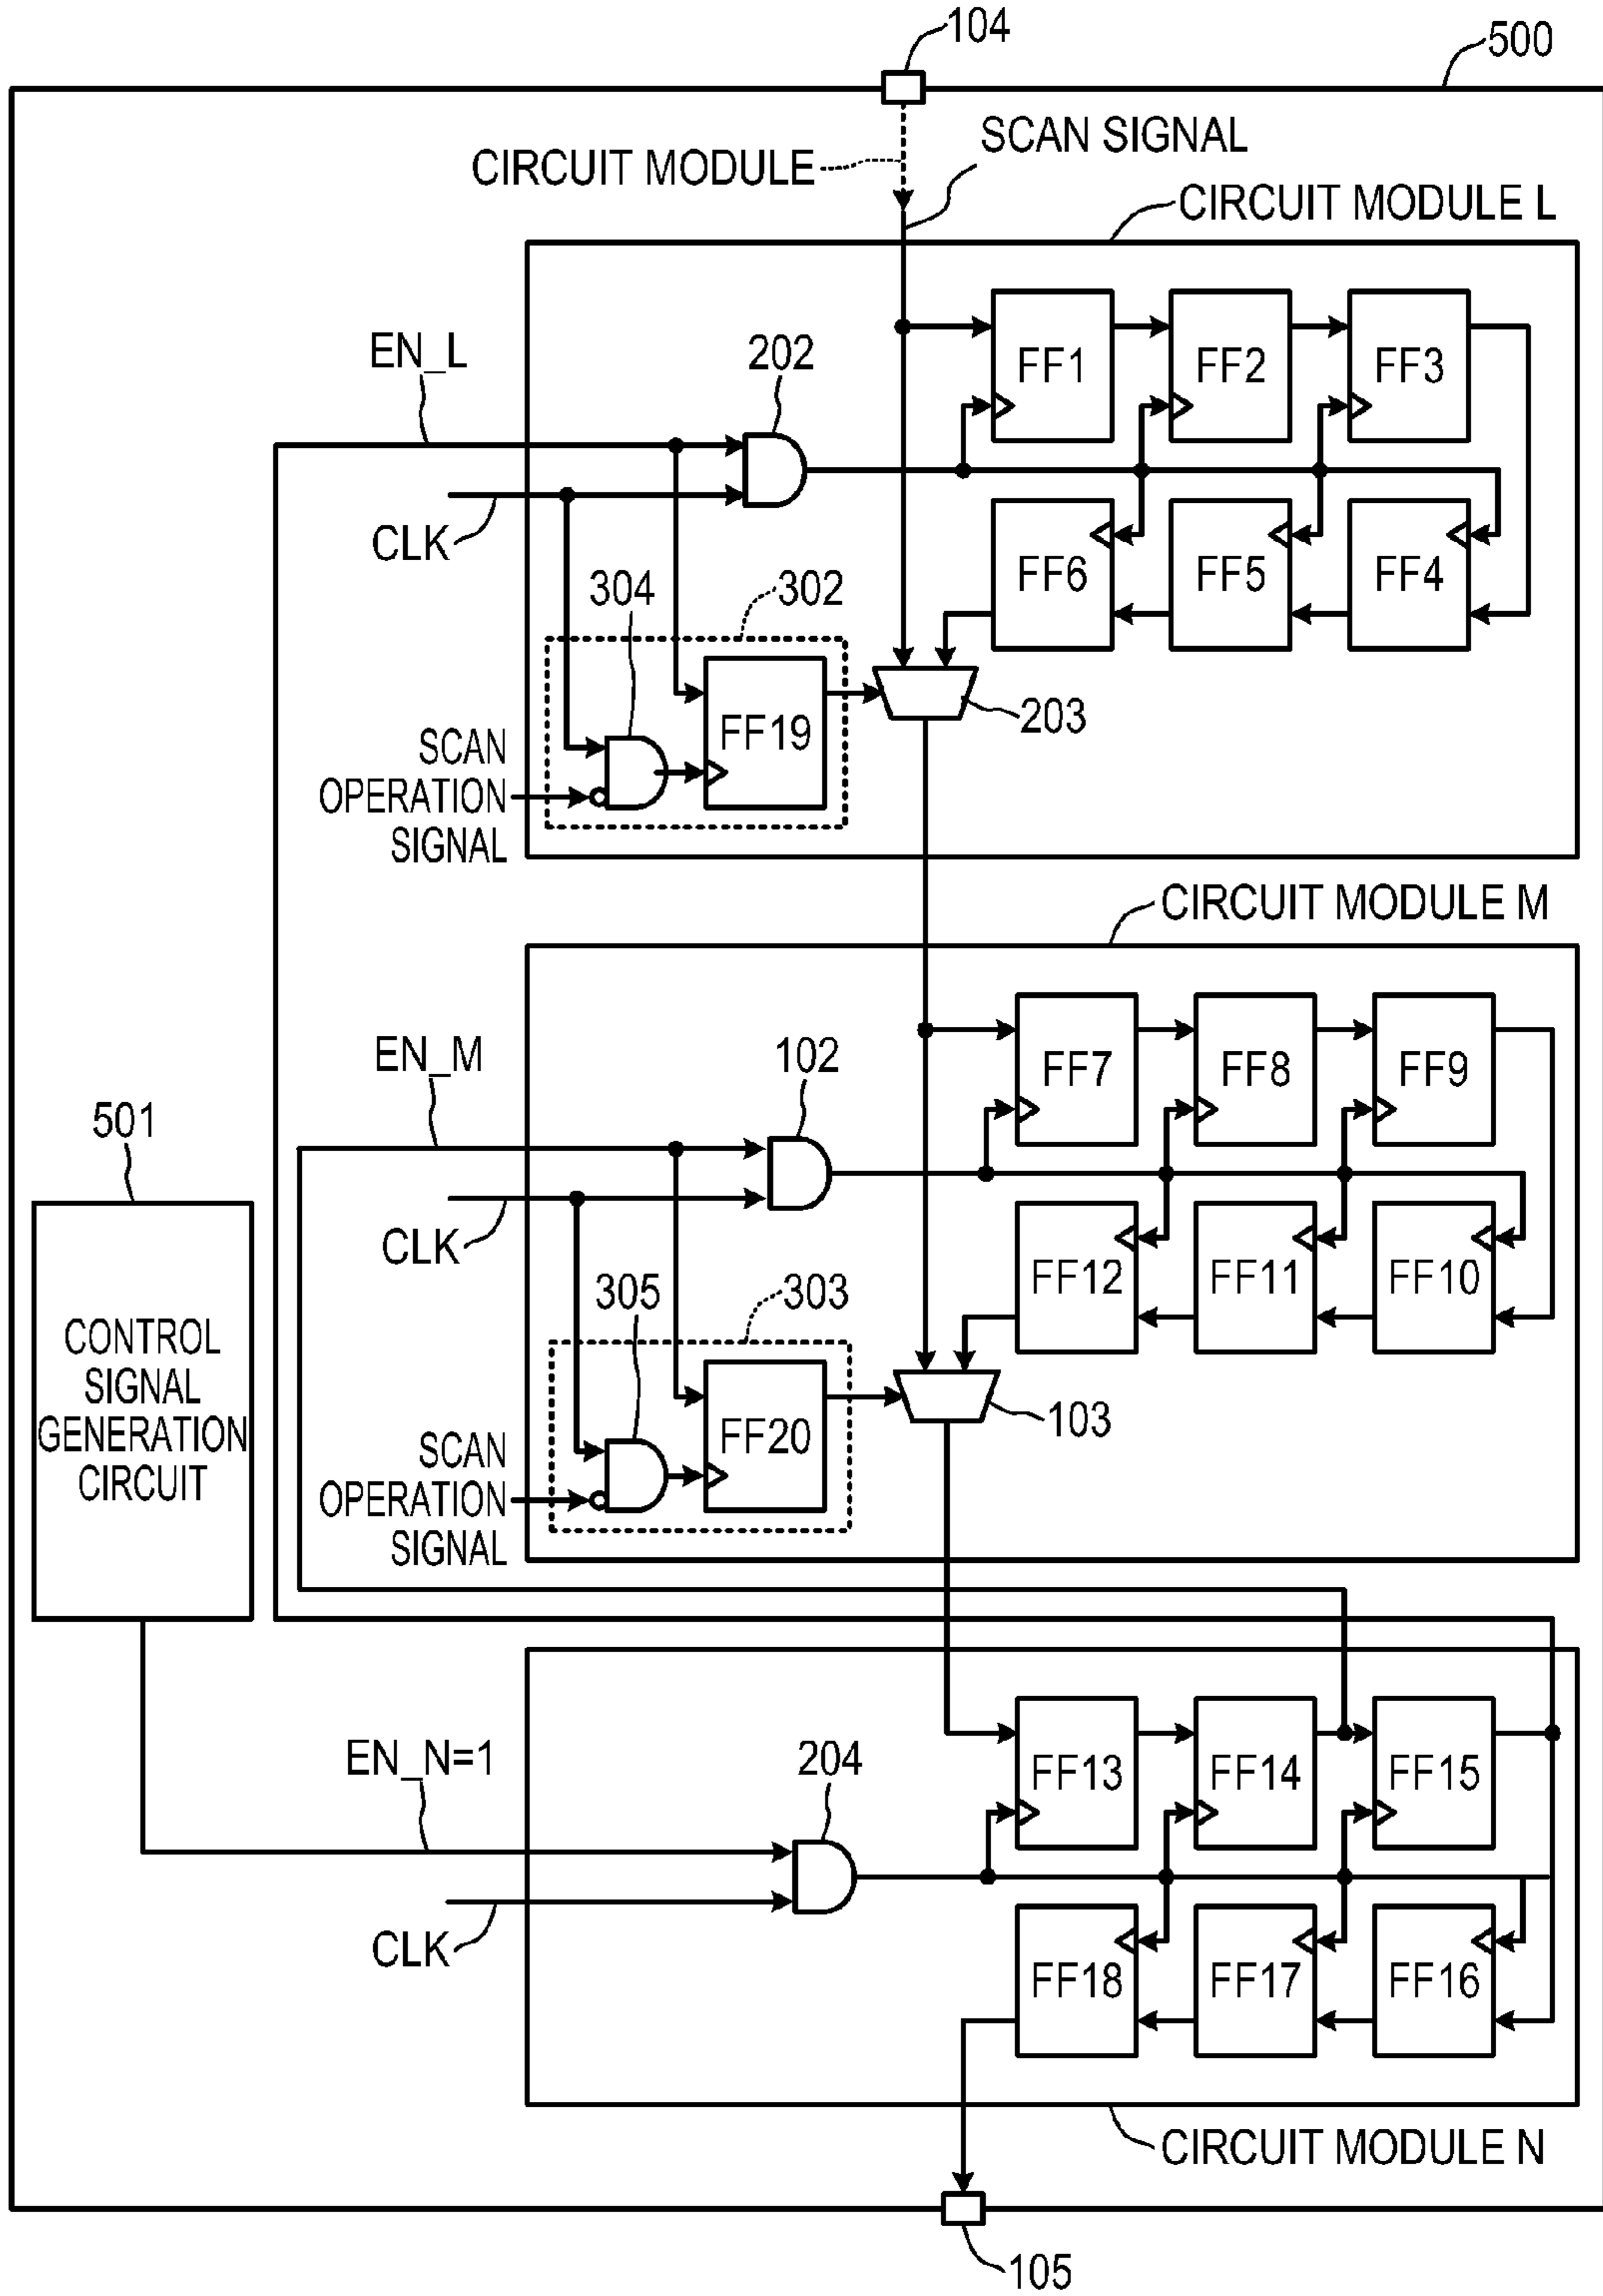 104
500
SCAN SIGNAL
CIRCUIT MODULE
CIRCUIT MODULE L
EN_L
202
FF1
FF2
FF3
CLK
304
302
FF6
FF5
FF4
203
FF19
SCAN
OPERATION
SIGNAL
CIRCUIT MODULE M
EN_M
102
FF7
FF8
FF9
501
CLK
305
303
FF12
FF11
FF10
CONTROL
SIGNAL
GENERATION
CIRCUIT
103
FF20
SCAN
OPERATION
SIGNAL
EN_N=1
204
FF13
FF14
FF15
CLK
FF18
FF17
FF16
CIRCUIT MODULE N
105